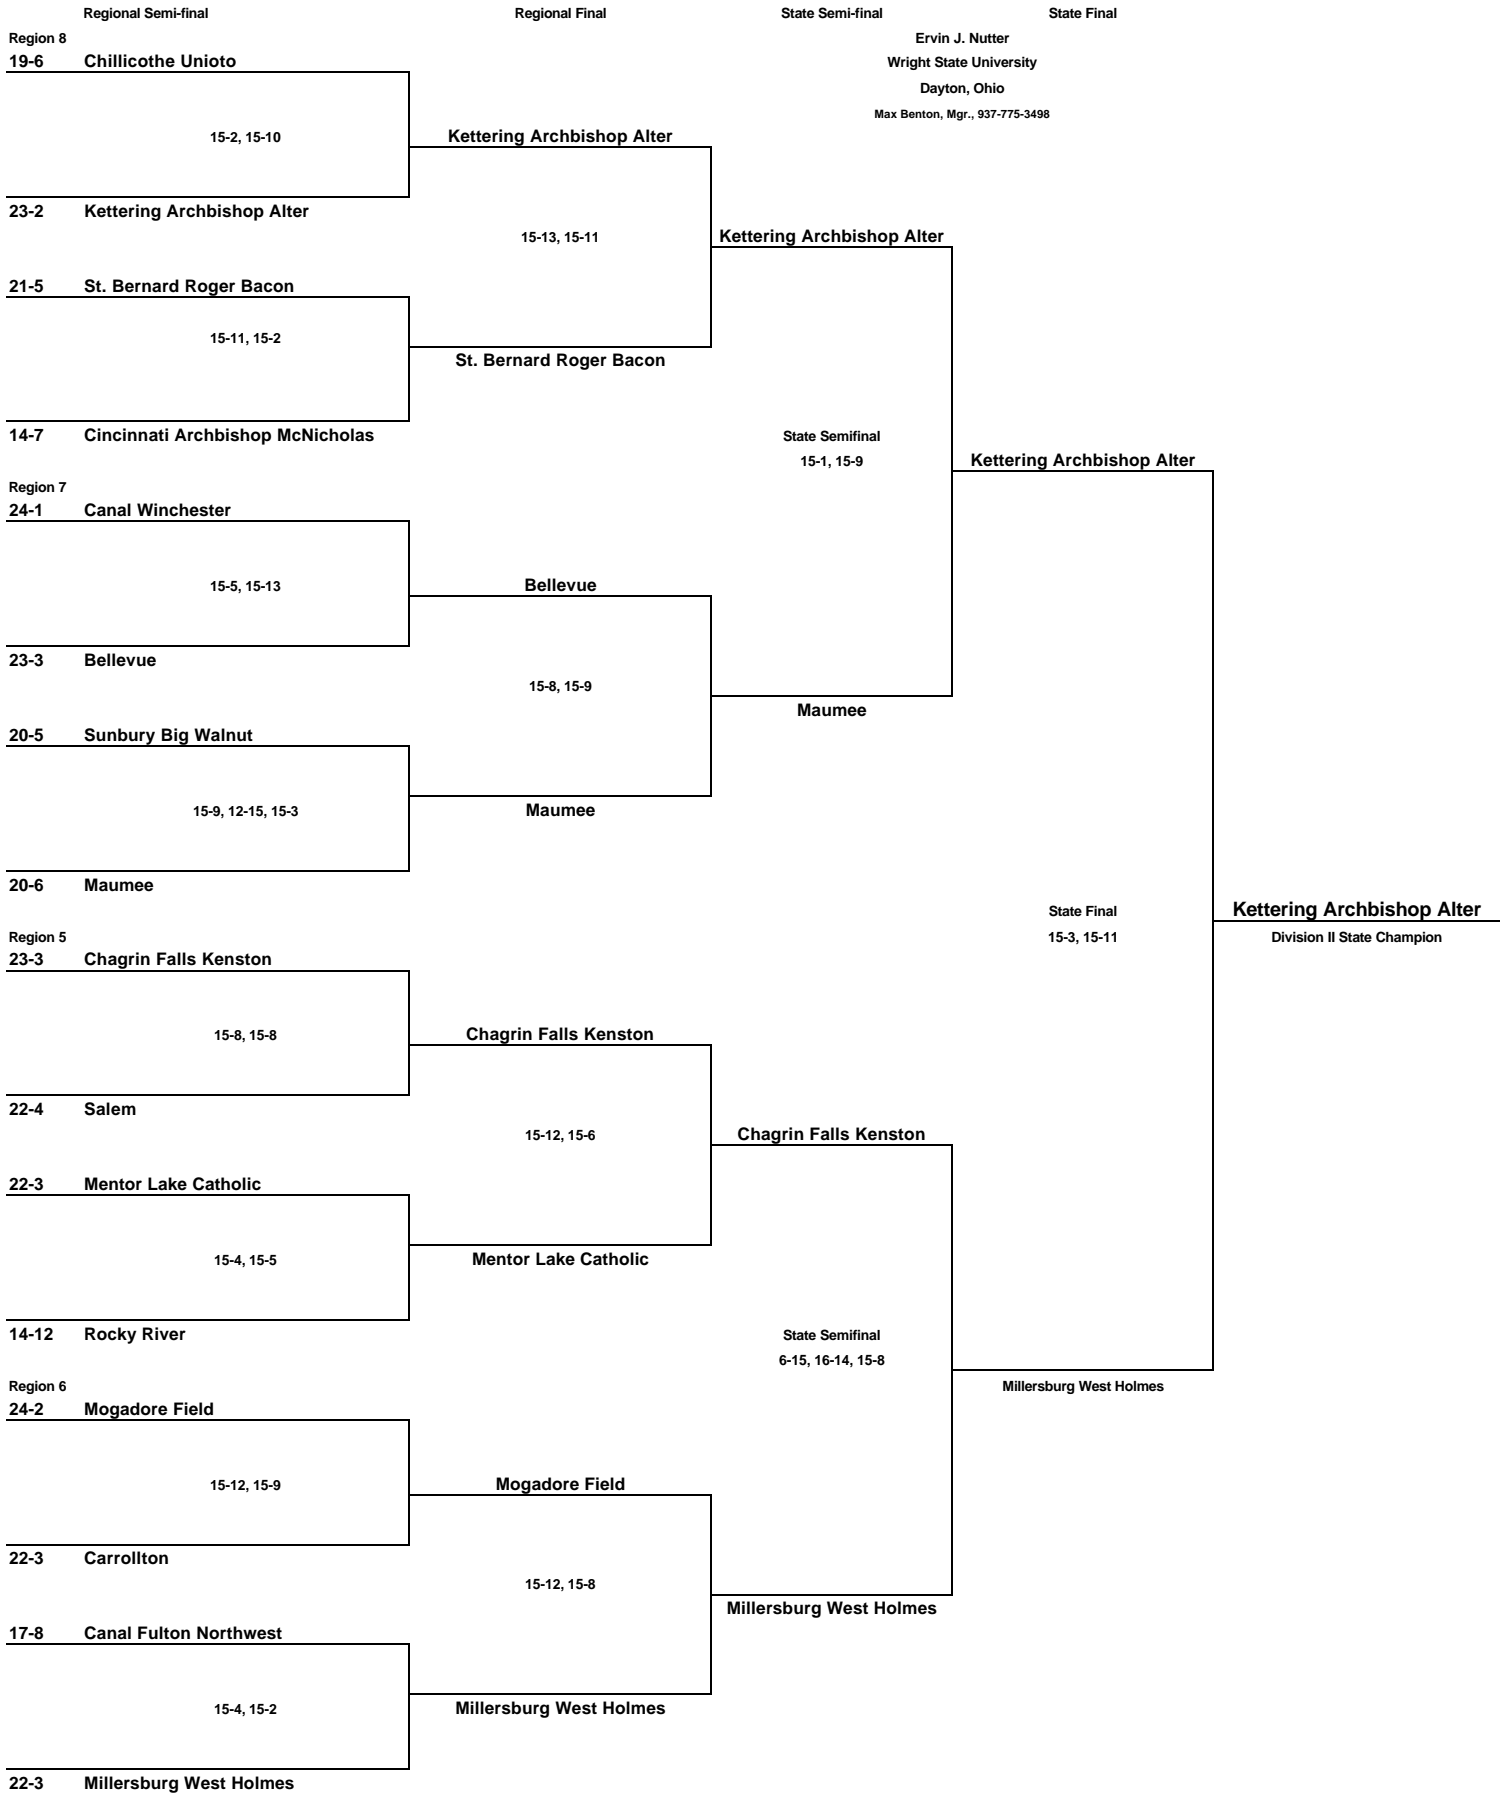 Regional Semi-final Regional Final State Semi-final State Final
Region 8 Ervin J. Nutter
19-6 Chillicothe Unioto Wright State University
Dayton, Ohio
Max Benton, Mgr., 937-775-3498
15-2, 15-10 Kettering Archbishop Alter
23-2 Kettering Archbishop Alter
15-13, 15-11 Kettering Archbishop Alter
21-5 St. Bernard Roger Bacon
15-11, 15-2
St. Bernard Roger Bacon
14-7 Cincinnati Archbishop McNicholas State Semifinal
15-1, 15-9 Kettering Archbishop Alter
Region 7
24-1 Canal Winchester
15-5, 15-13 Bellevue
23-3 Bellevue
15-8, 15-9
Maumee
20-5 Sunbury Big Walnut
15-9, 12-15, 15-3 Maumee
20-6 Maumee
State Final Kettering Archbishop Alter
Region 5 15-3, 15-11 Division II State Champion
23-3 Chagrin Falls Kenston
15-8, 15-8 Chagrin Falls Kenston
22-4 Salem
15-12, 15-6 Chagrin Falls Kenston
22-3 Mentor Lake Catholic
15-4, 15-5 Mentor Lake Catholic
14-12 Rocky River State Semifinal
6-15, 16-14, 15-8
Region 6 Millersburg West Holmes
24-2 Mogadore Field
15-12, 15-9 Mogadore Field
22-3 Carrollton
15-12, 15-8
Millersburg West Holmes
17-8 Canal Fulton Northwest
15-4, 15-2 Millersburg West Holmes
22-3 Millersburg West Holmes